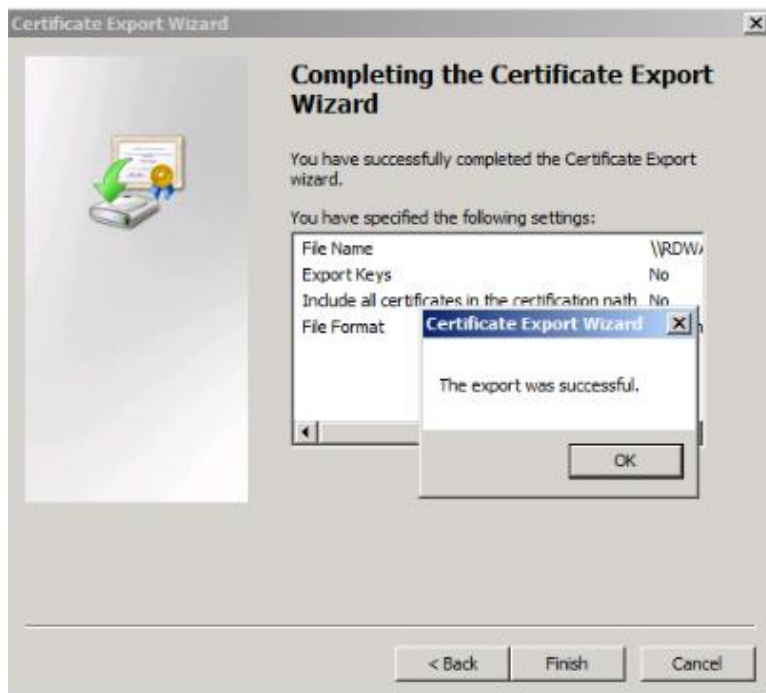 Certificate Export Wizard
Completing the Certificate Export
Wizard
You have successfully completed the Certificate Export
wizard.
You have specified the following settings:
File Name \\RDWA
Export Keys No
Include all certificates in the certification path No
File Format
Certificate Export Wizard
The export was successful.
OK
< Back Finish Cancel